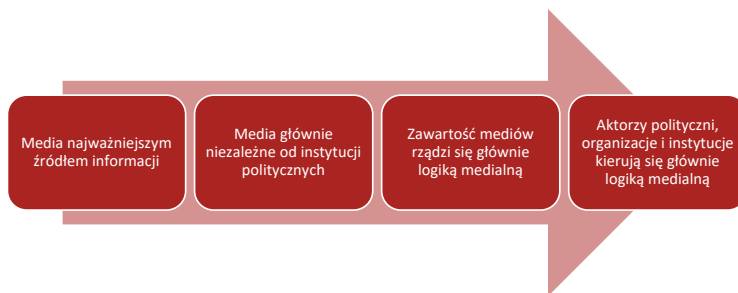 Media najważniejszym
źródłem informacji
Media głównie
niezależne od instytucji
politycznych
Zawartość mediów
rządzi się głównie
logiką medialną
Aktorzy polityczni,
organizacje i instytucje
kierują się głównie
logiką medialną